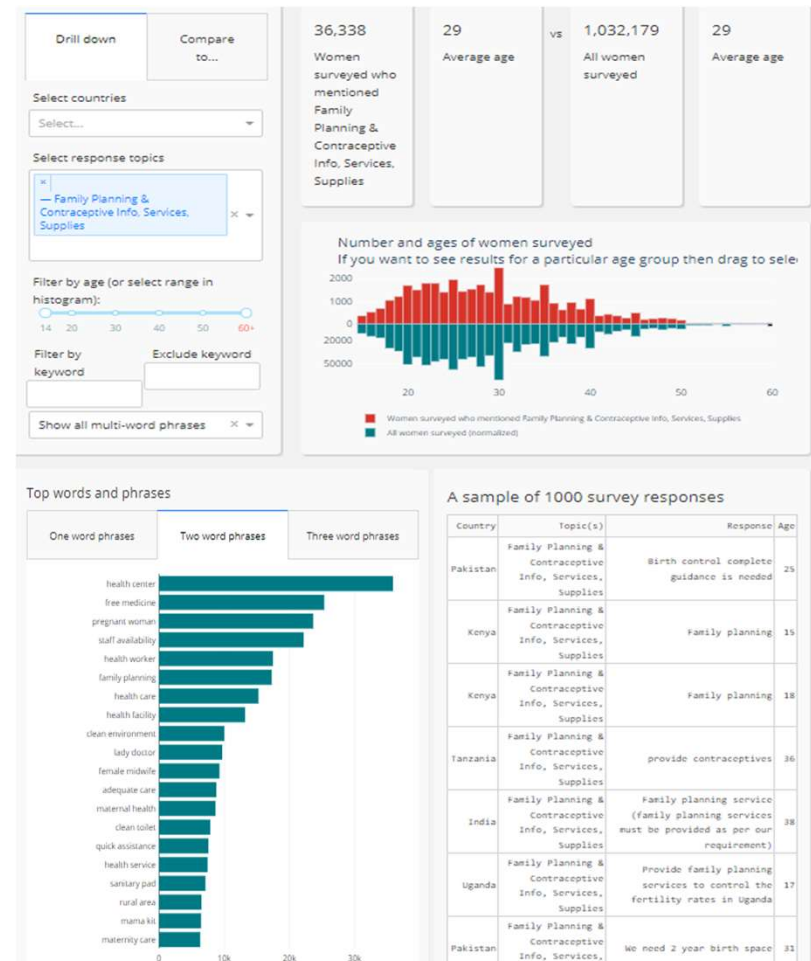 Drill down
Compare
to...
Select countries
Select...
Select response topics
×
— Family Planning &
Contraceptive Info, Services,
Supplies
×
Filter by age (or select range in
histogram):
14 20 30 40 50 60+
Filter by
keyword
Exclude keyword
Show all multi-word phrases ×
36,338
Women
surveyed who
mentioned
Family
Planning &
Contraceptive
Info, Services,
Supplies
29
Average age
vs
1,032,179
All women
surveyed
29
Average age
Number and ages of women surveyed
If you want to see results for a particular age group then drag to sele
2000
1000
0
20000
50000
20 30 40 50 60
Women surveyed who mentioned Family Planning & Contraceptive Info, Services, Supplies
All women surveyed (normalized)
Top words and phrases
One word phrases
Two word phrases
Three word phrases
health center
free medicine
pregnant woman
staff availability
health worker
family planning
health care
health facility
clean environment
lady doctor
female midwife
adequate care
maternal health
clean toilet
quick assistance
health service
sanitary pad
rural area
mama kit
maternity care
0 10k 20k 30k
A sample of 1000 survey responses
Country Topic(s) Response Age
Family Planning &
Contraceptive
Info, Services,
Supplies
Pakistan
Birth control complete
guidance is needed
25
Family Planning &
Contraceptive
Info, Services,
Supplies
Kenya
Family planning
15
Family Planning &
Contraceptive
Info, Services,
Supplies
Kenya
Family planning
18
Family Planning &
Contraceptive
Info, Services,
Supplies
Tanzania
provide contraceptives
36
Family Planning &
Contraceptive
Info, Services,
Supplies
India
Family planning service
(family planning services
must be provided as per our
requirement)
38
Family Planning &
Contraceptive
Info, Services,
Supplies
Uganda
Provide family planning
services to control the
fertility rates in Uganda
17
Family Planning &
Contraceptive
Info, Services,
Pakistan
We need 2 year birth space
31